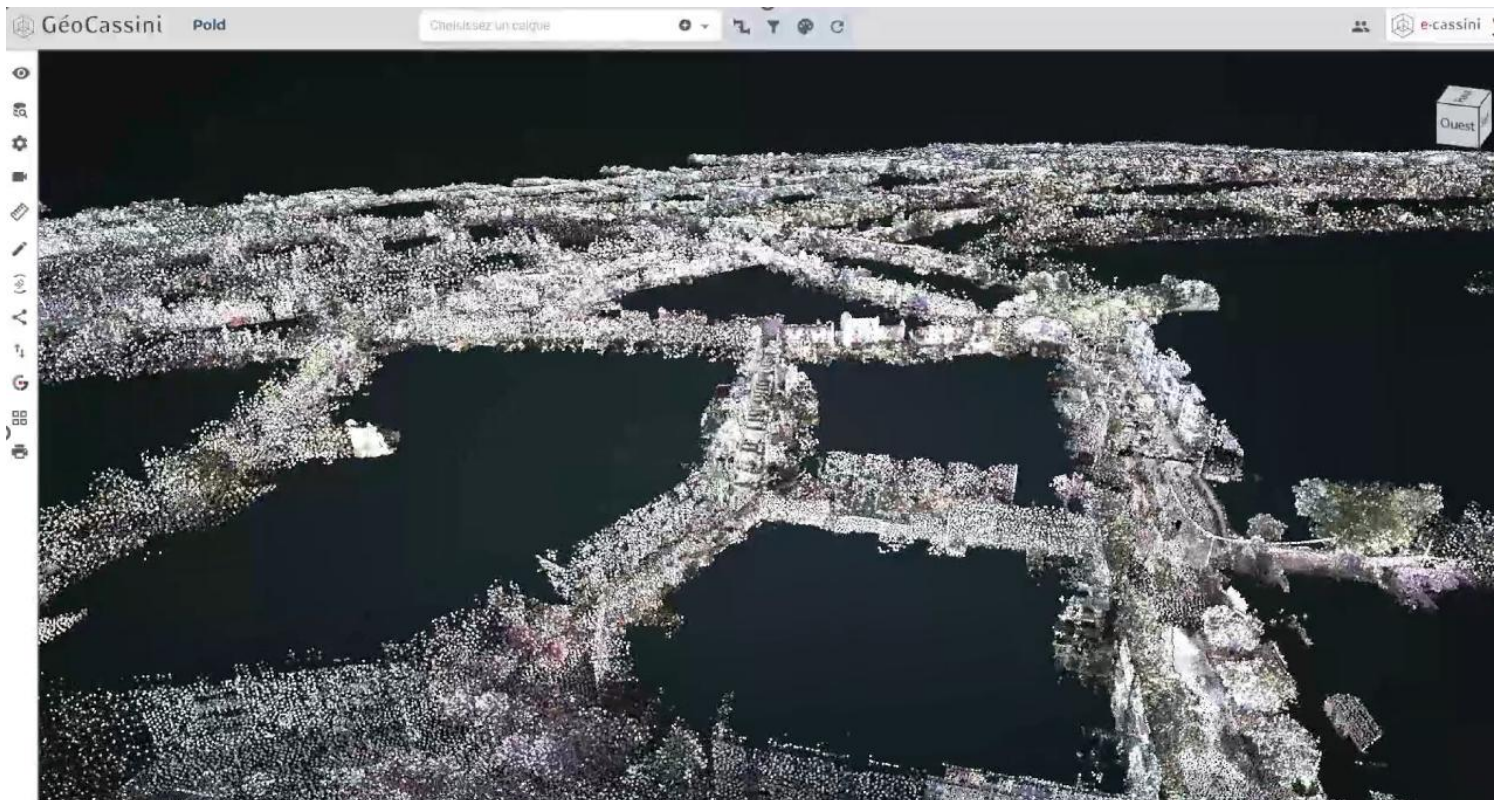 GéoCassini
Pold
Choisissez un calque
e-cassini
Ouest